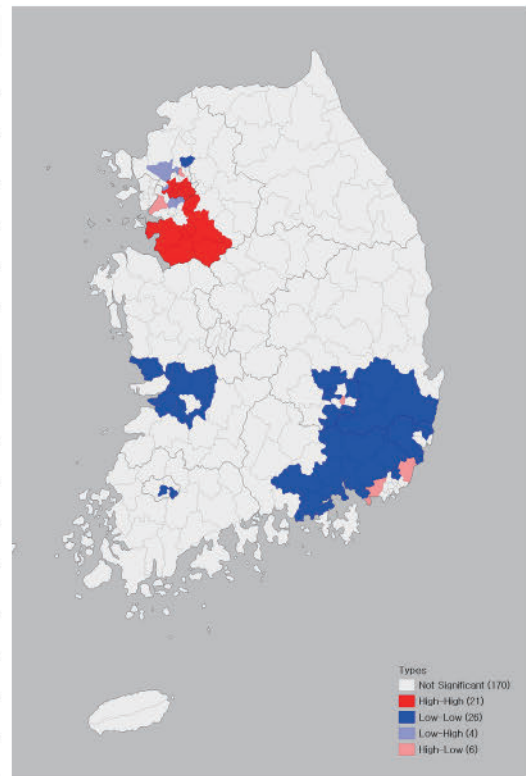 Types
Not Significant (170)
High-High (21)
Low-Low (26)
Low-High (4)
High-Low (6)